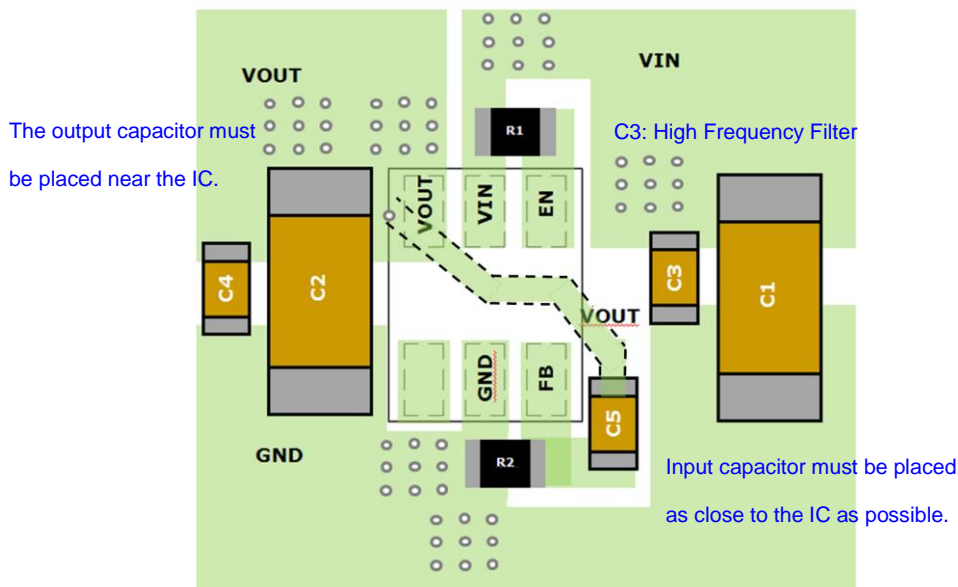 VOUT
VIN
The output capacitor must
be placed near the IC.
C3: High Frequency Filter
R1
VOUT
VIN
EN
C4
C2
C3
C1
VOUT
GND
FB
C5
GND
R2
Input capacitor must be placed
as close to the IC as possible.